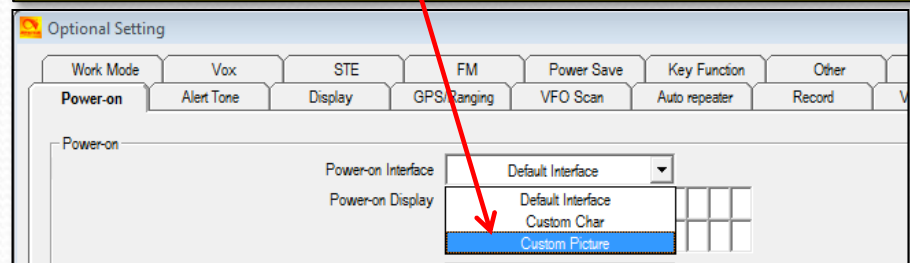 Optional Setting
Work Mode Vox STE FM Power Save Key Function Other
Power-on Alert Tone Display GPS/Ranging VFO Scan Auto repeater Record V
Power-on
Power-on Interface Default Interface
Power-on Display Default Interface
Custom Char
Custom Picture